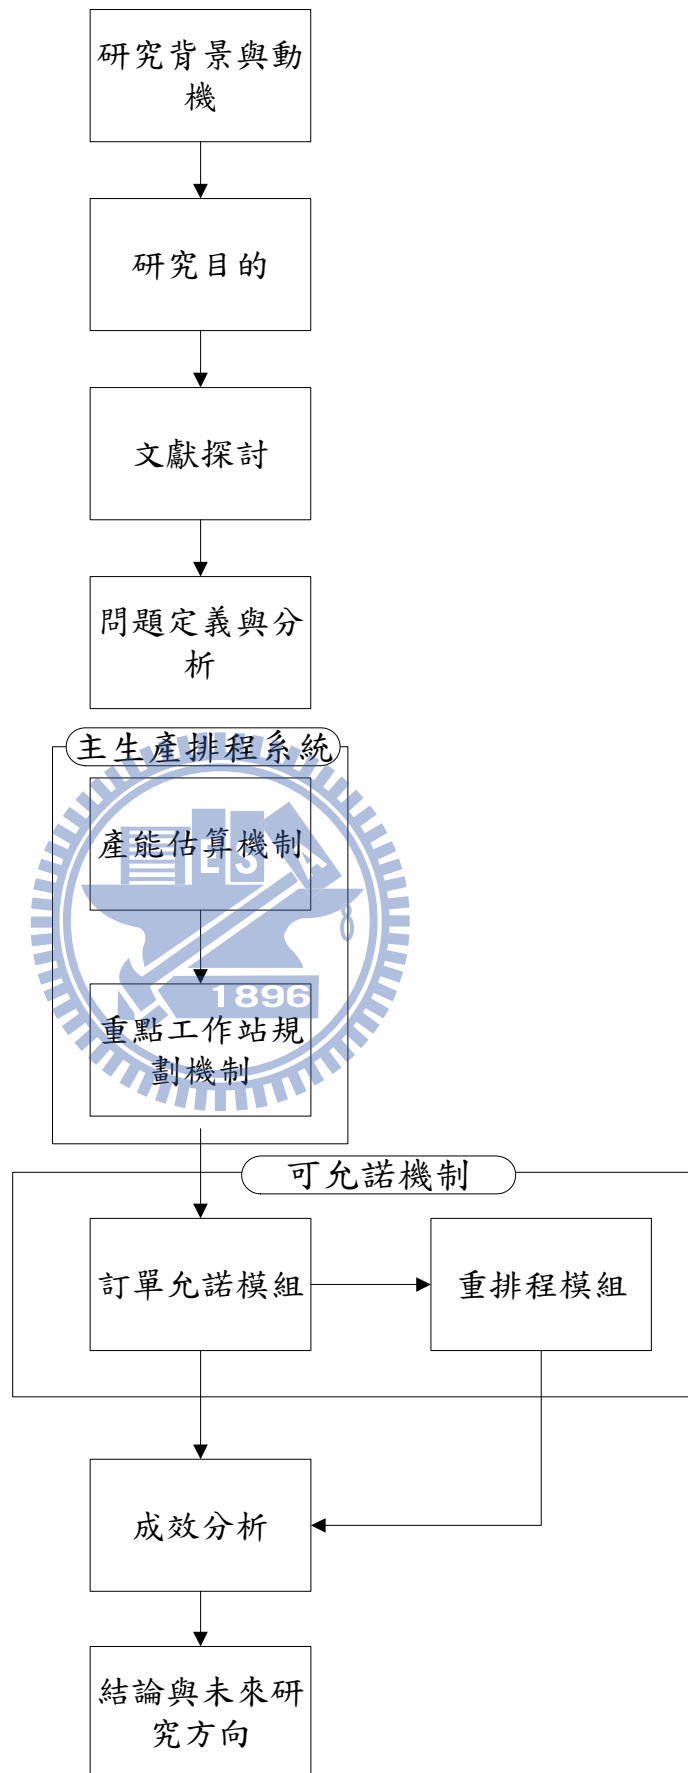 研究背景與動
機
研究目的
文獻探討
問題定義與分
析
主生產排程系統
產能估算機制
ES
1896
重點工作站規
劃機制
可允諾機制
訂單允諾模組
重排程模組
成效分析
結論與未來研
究方向